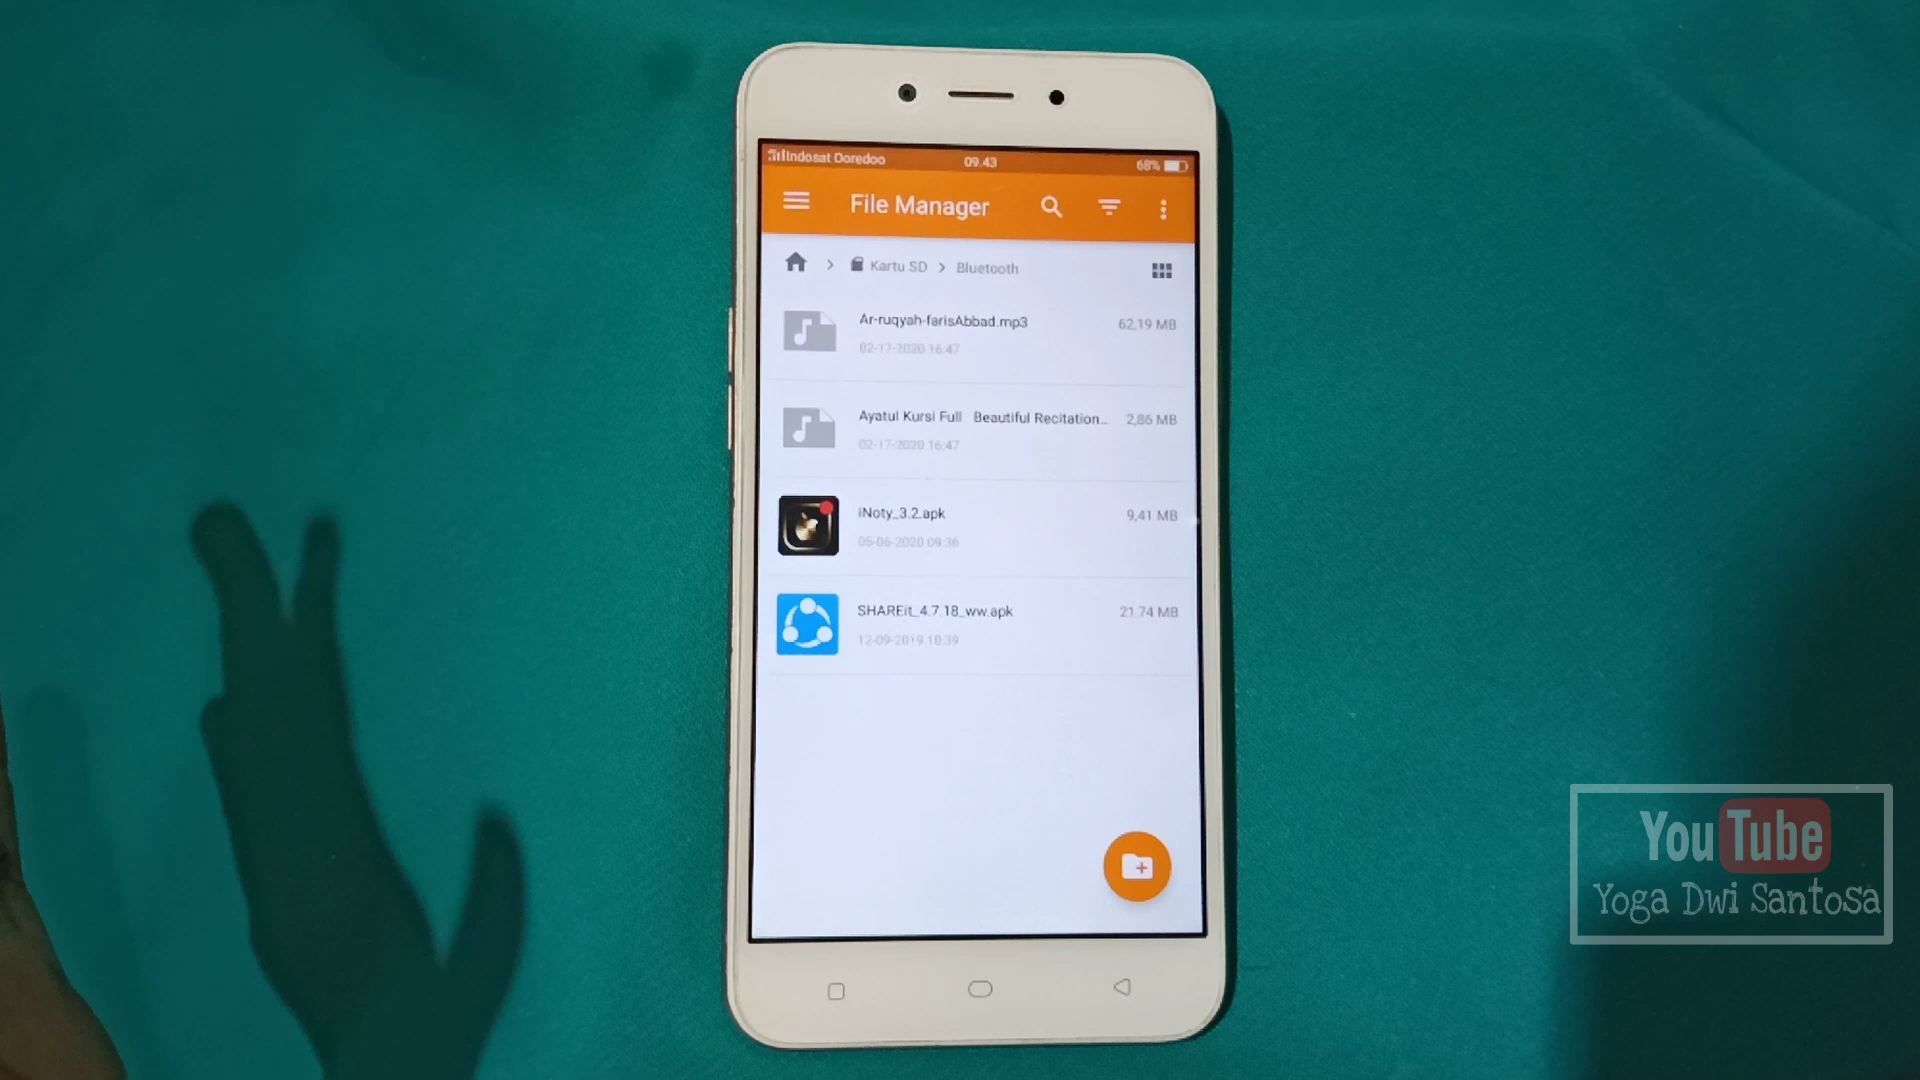 Indosat Ooredoo 09.43 68%
File Manager
Kartu SD > Bluetooth
Ar-ruqyah-farisAbbad.mp3 62,19 MB
02-17-2020 16:47
Ayatul Kursi Full Beautiful Recitation... 2,86 MB
02-17-2020 16:47
iNoty_3.2.apk 9,41 MB
05-06-2020 09:36
SHAREit_4.7.18_ww.apk 21,74 MB
12-09-2019 10:39
YouTube
Yoga Dwi Santosa